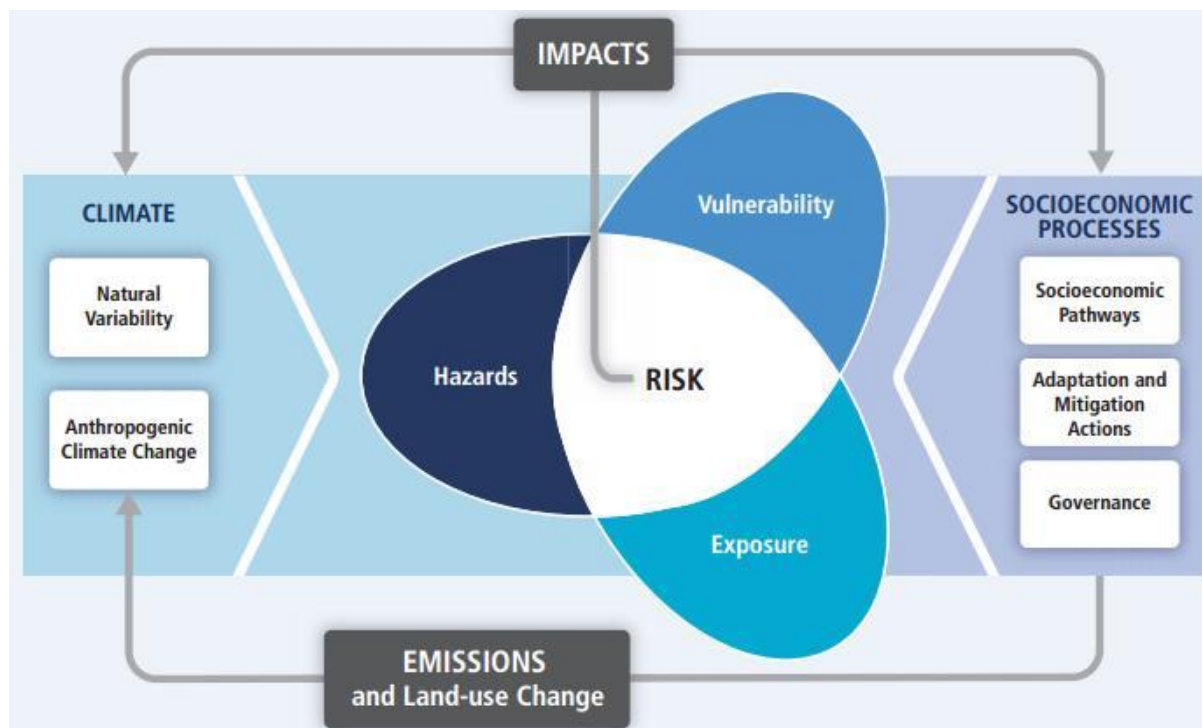 IMPACTS
CLIMATE
Natural
Variability
Anthropogenic
Climate Change
Vulnerability
Hazards
RISK
Exposure
SOCIOECONOMIC
PROCESSES
Socioeconomic
Pathways
Adaptation and
Mitigation
Actions
Governance
EMISSIONS
and Land-use Change